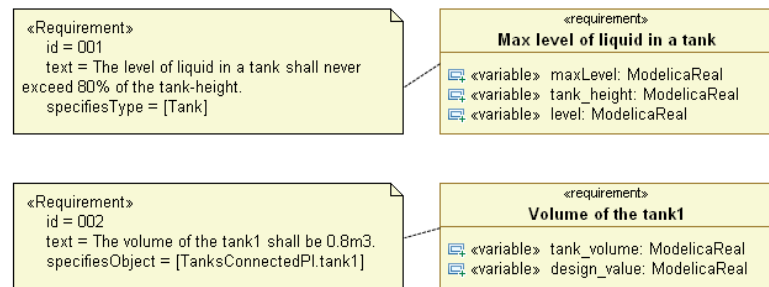 «Requirement»
id = 001
text = The level of liquid in a tank shall never
exceed 80% of the tank-height.
specifiesType = [Tank]
«requirement»
Max level of liquid in a tank
«variable» maxLevel: ModelicaReal
«variable» tank_height: ModelicaReal
«variable» level: ModelicaReal
«Requirement»
id = 002
text = The volume of the tank1 shall be 0.8m3.
specifiesObject = [TanksConnectedPI.tank1]
«requirement»
Volume of the tank1
«variable» tank_volume: ModelicaReal
«variable» design_value: ModelicaReal